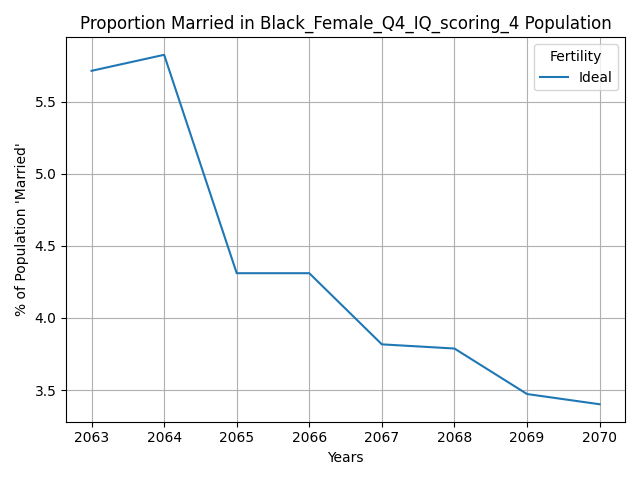 Proportion Married in Black_Female_Q4_IQ_scoring_4 Population
Fertility
Ideal
% of Population 'Married'
5.5
5.0
4.5
4.0
3.5
2063 2064 2065 2066 2067 2068 2069 2070
Years